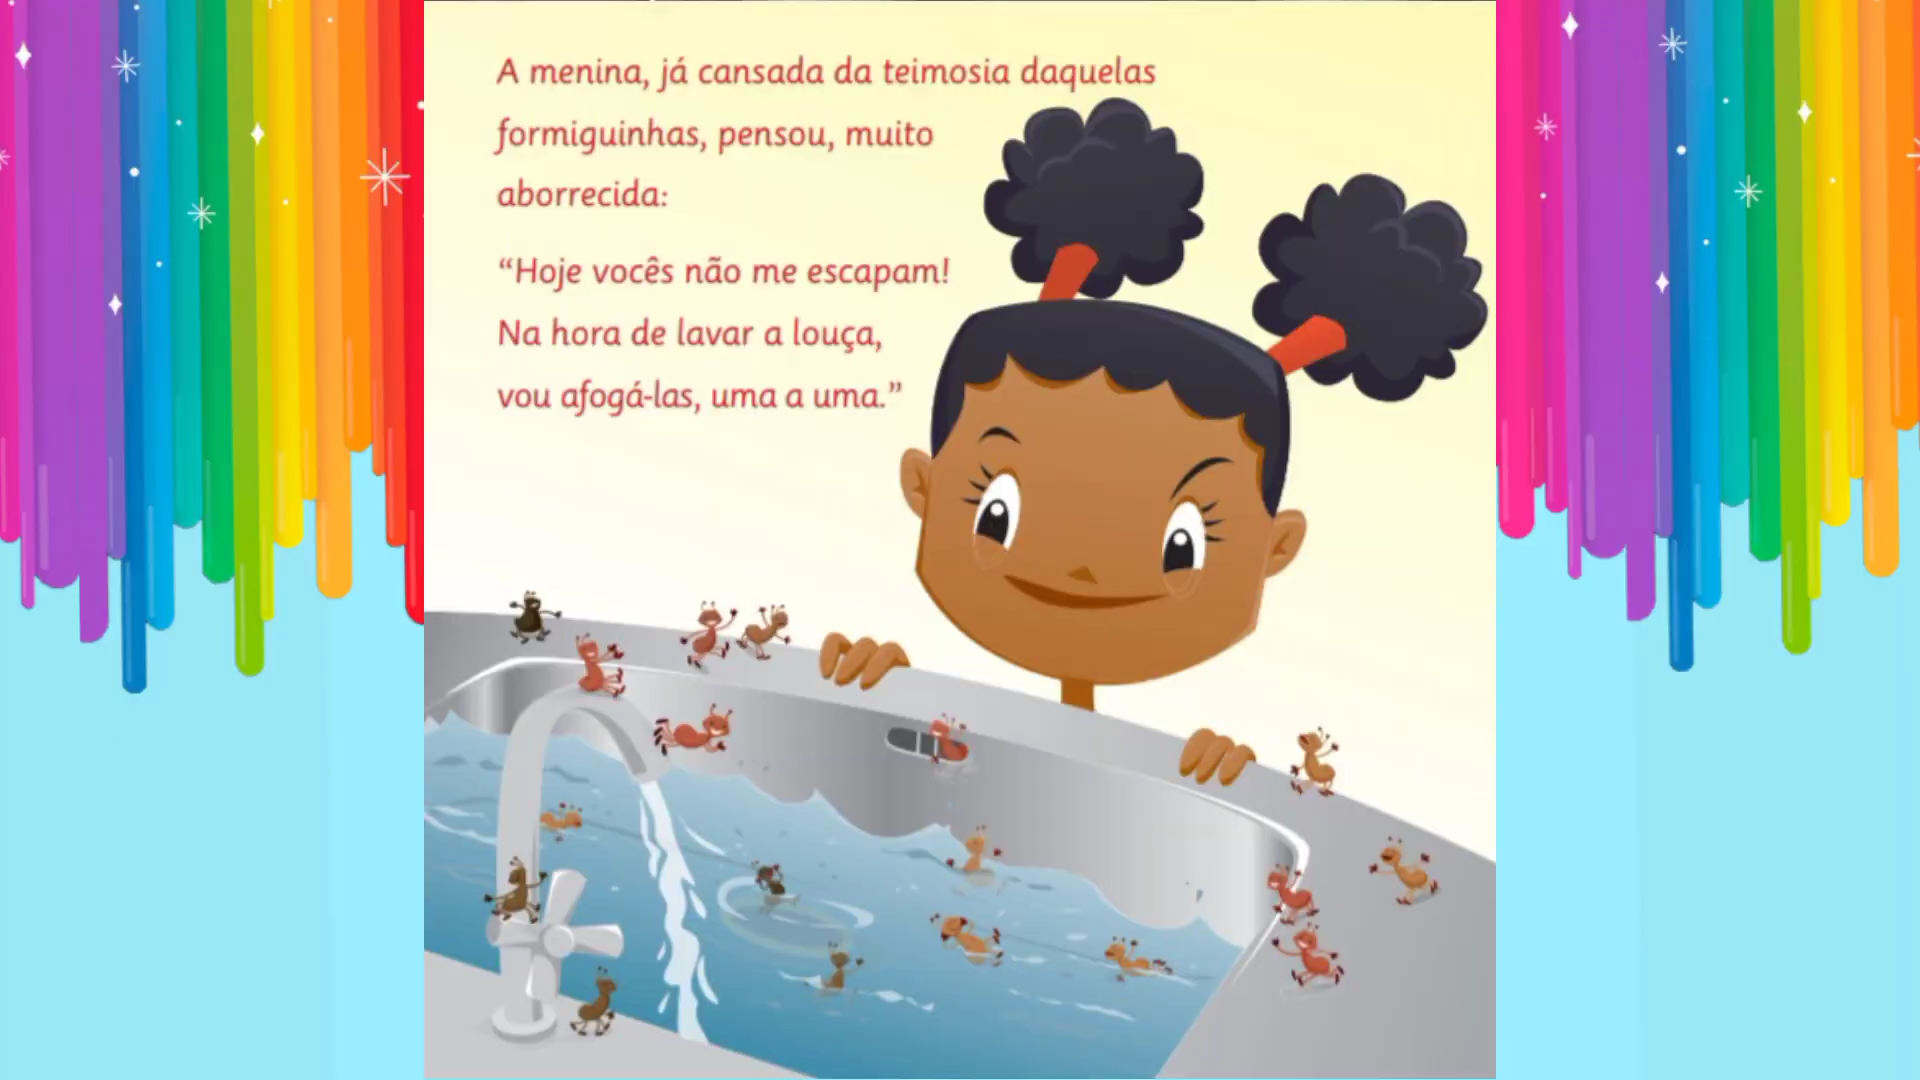 A menina, já cansada da teimosia daquelas
formiguinhas, pensou, muito
aborrecida:
“Hoje vocês não me escapam!
Na hora de lavar a louça,
vou afogá-las, uma a uma.”